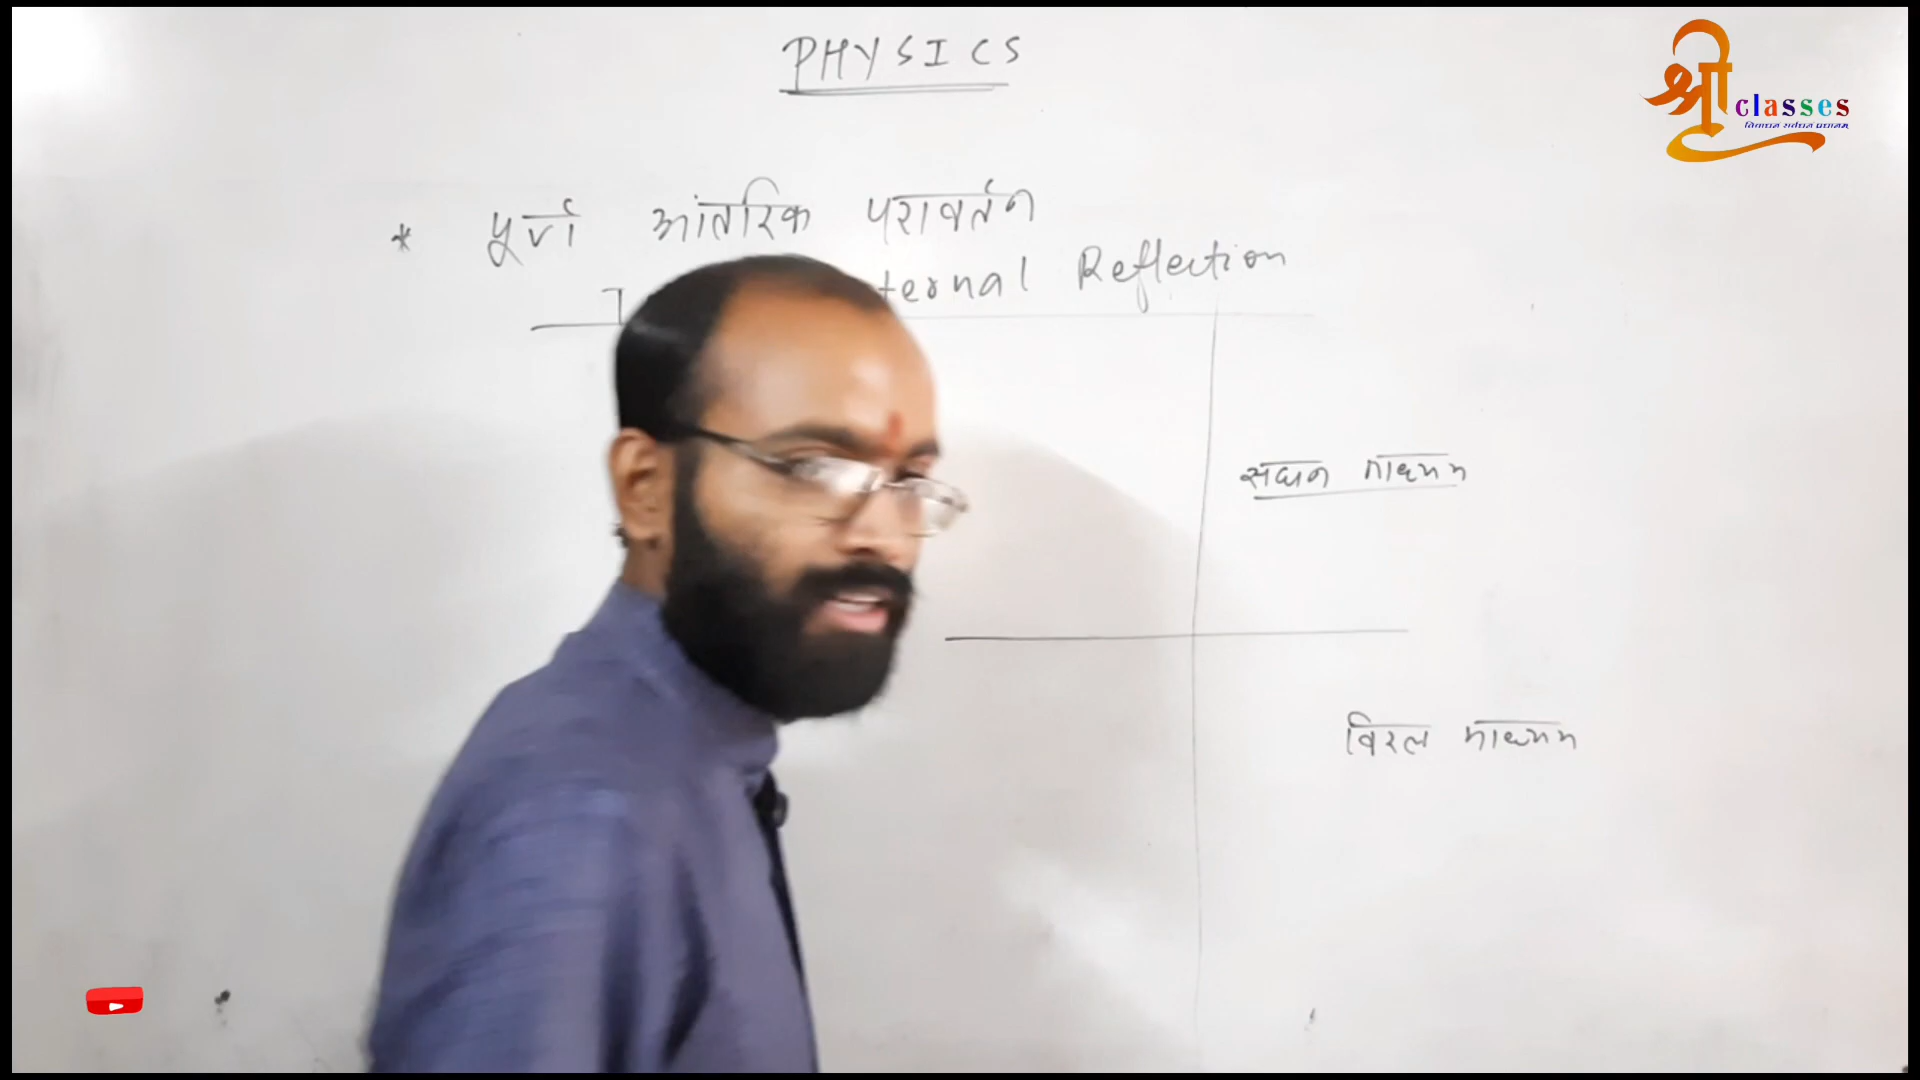 PHYSICS
श्री classes
* पूर्ण आंतरिक परावर्तन
ternal Reflection
सघन माध्यम
विरल माध्यम